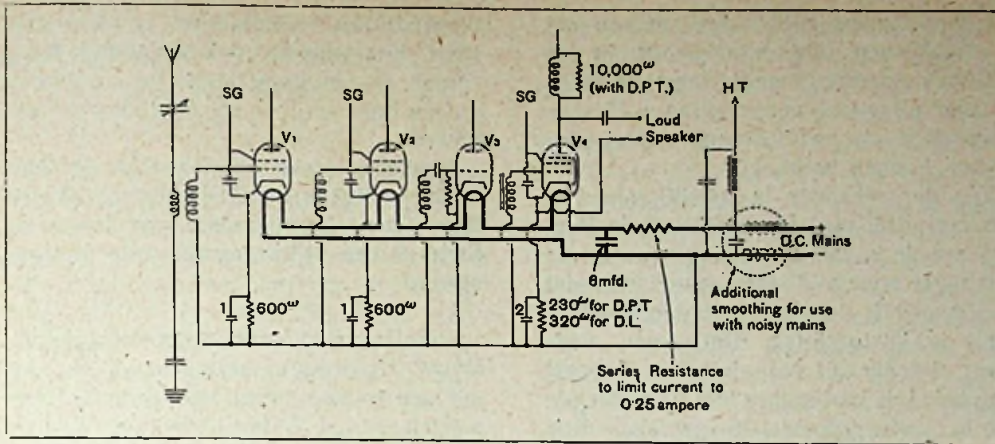 SG
V1
SG
V2
V3
SG
V4
10,000ω
(with D.P.T.)
Loud
Speaker
HT
+
D.C. Mains
−
6mfd.
Additional
smoothing for use
with noisy mains
1
600ω
1
600ω
2
230ω for D.P.T
320ω for D.L.
Series Resistance
to limit current to
0·25 ampere